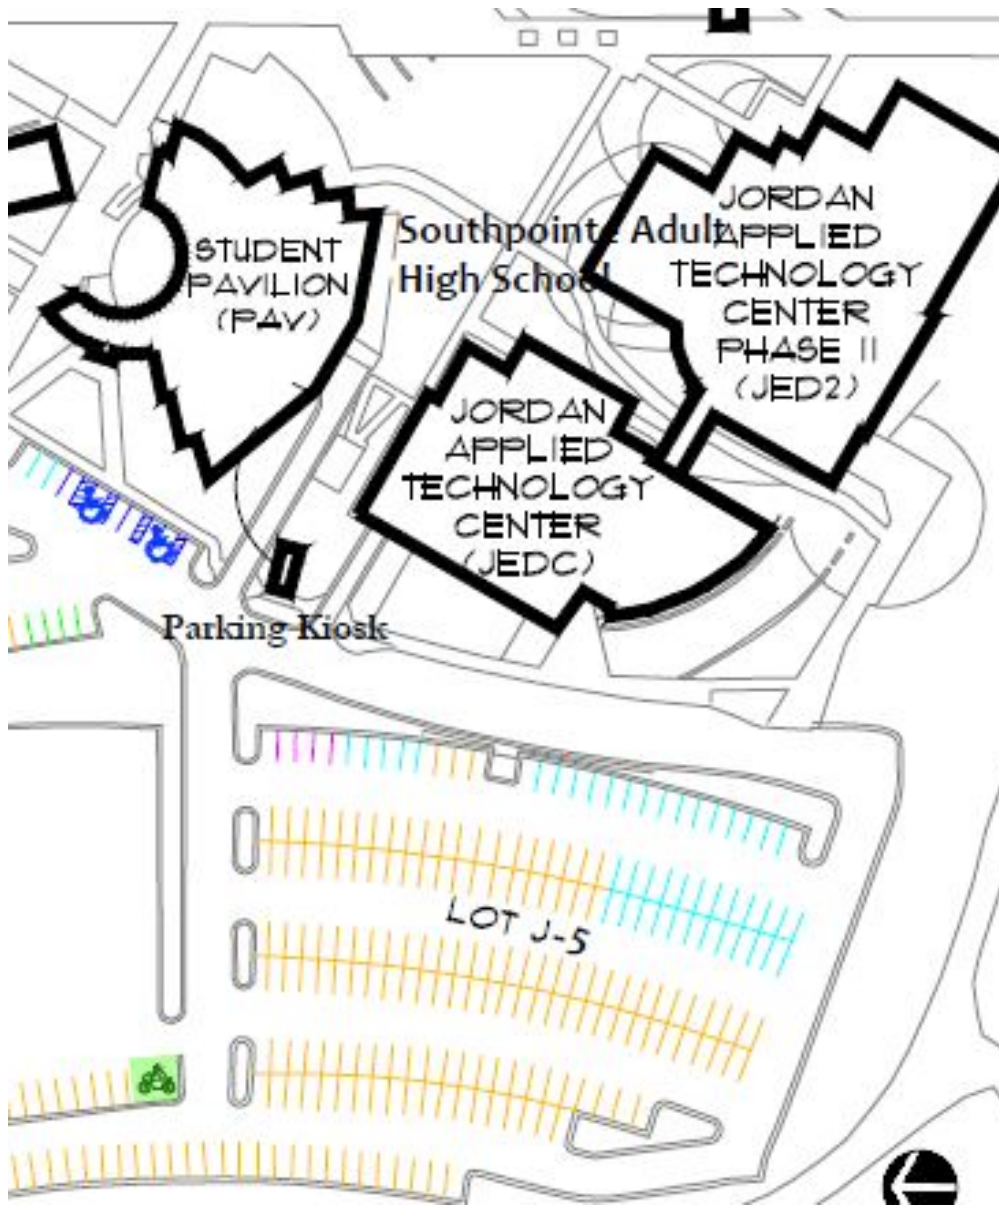 Southpointe Adult
High School
JORDAN
APPLIED
TECHNOLOGY
CENTER
PHASE II
(JED2)
STUDENT
PAVILION
(PAV)
JORDAN
APPLIED
TECHNOLOGY
CENTER
(JEDC)
Parking Kiosk
LOT J-5